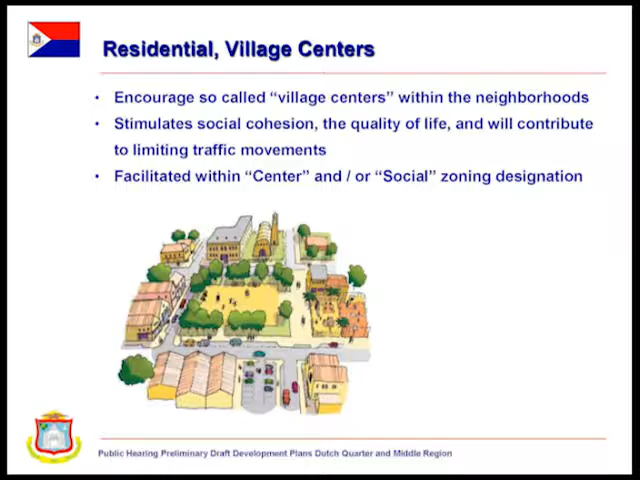 Residential, Village Centers
• Encourage so called “village centers” within the neighborhoods
• Stimulates social cohesion, the quality of life, and will contribute
to limiting traffic movements
• Facilitated within “Center” and / or “Social” zoning designation
Public Hearing Preliminary Draft Development Plans Dutch Quarter and Middle Region